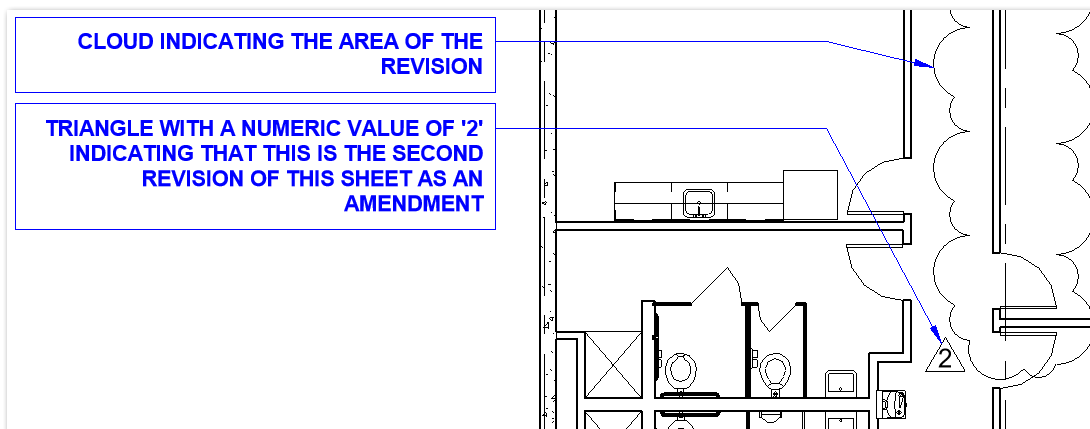 CLOUD INDICATING THE AREA OF THE
REVISION
TRIANGLE WITH A NUMERIC VALUE OF '2'
INDICATING THAT THIS IS THE SECOND
REVISION OF THIS SHEET AS AN
AMENDMENT
2